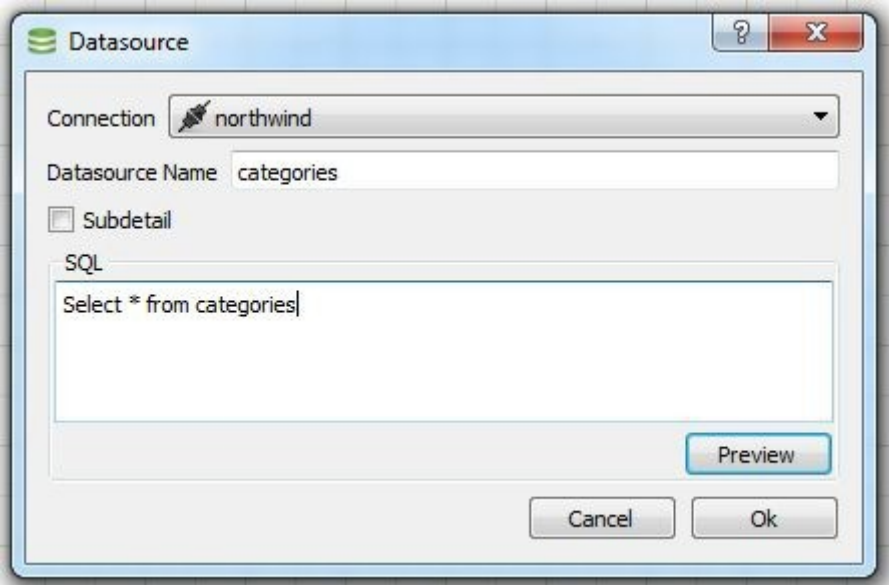 Datasource
Connection northwind
Datasource Name categories
Subdetail
SQL
Select * from categories
Preview
Cancel Ok